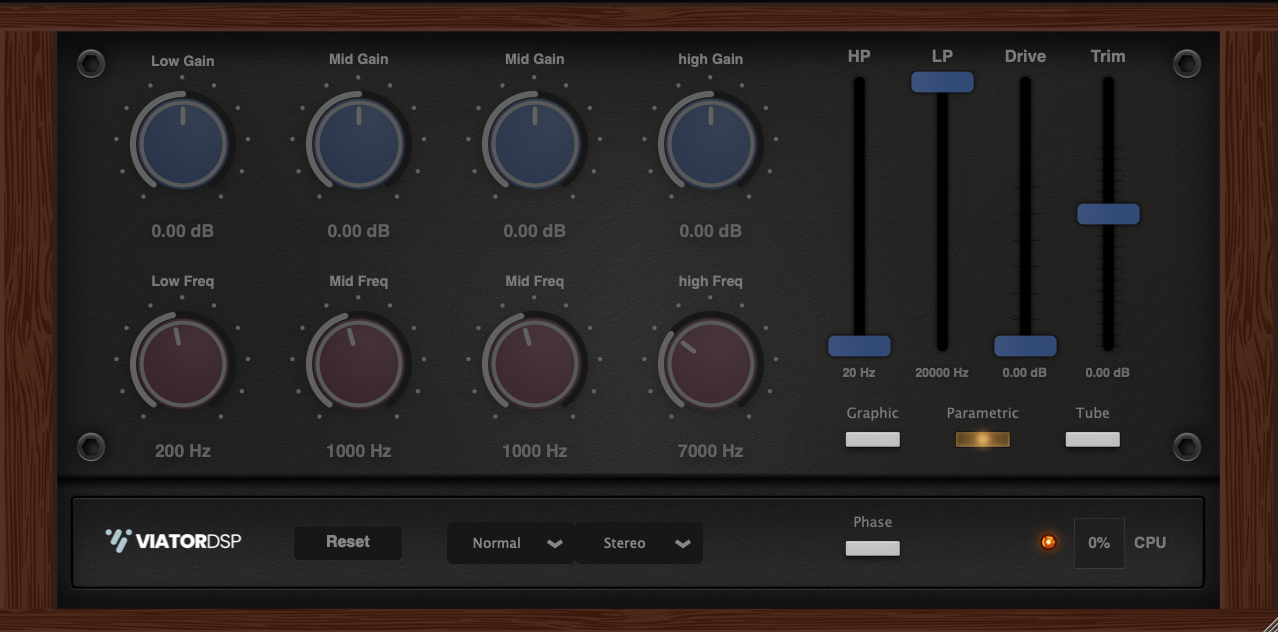 Low Gain Mid Gain Mid Gain high Gain HP LP Drive Trim
0.00 dB 0.00 dB 0.00 dB 0.00 dB
Low Freq Mid Freq Mid Freq high Freq
20 Hz 20000 Hz 0.00 dB 0.00 dB
Graphic Parametric Tube
200 Hz 1000 Hz 1000 Hz 7000 Hz
VIATORDSP Reset Normal Stereo Phase 0% CPU